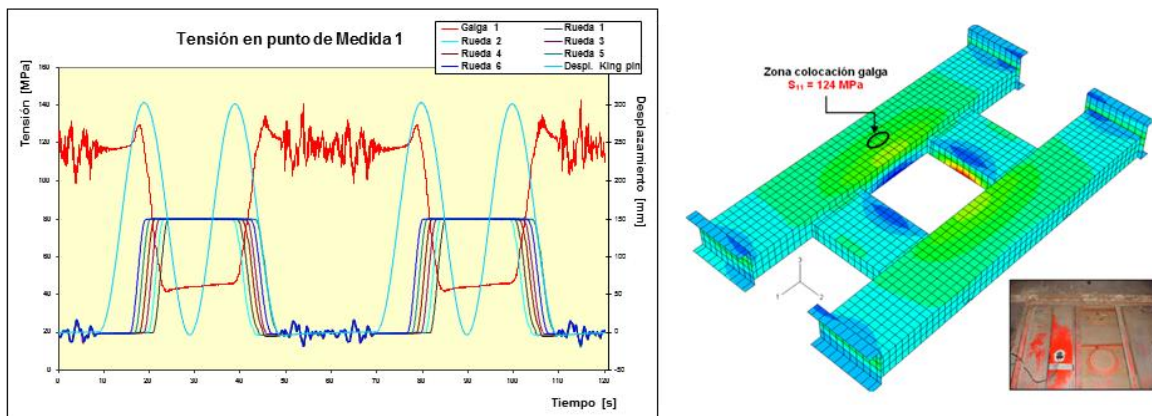 Tensión en punto de Medida 1
Galga 1
Rueda 1
Rueda 2
Rueda 3
Rueda 4
Rueda 5
Rueda 6
Despl. King pin
Tensión [MPa]
160
140
120
100
80
60
40
20
0
Desplazamiento [mm]
300
250
200
150
100
50
0
-50
0 10 20 30 40 50 60 70 80 90 100 110 120
Tiempo [s]
Zona colocación galga
S11 = 124 MPa
3
1
2